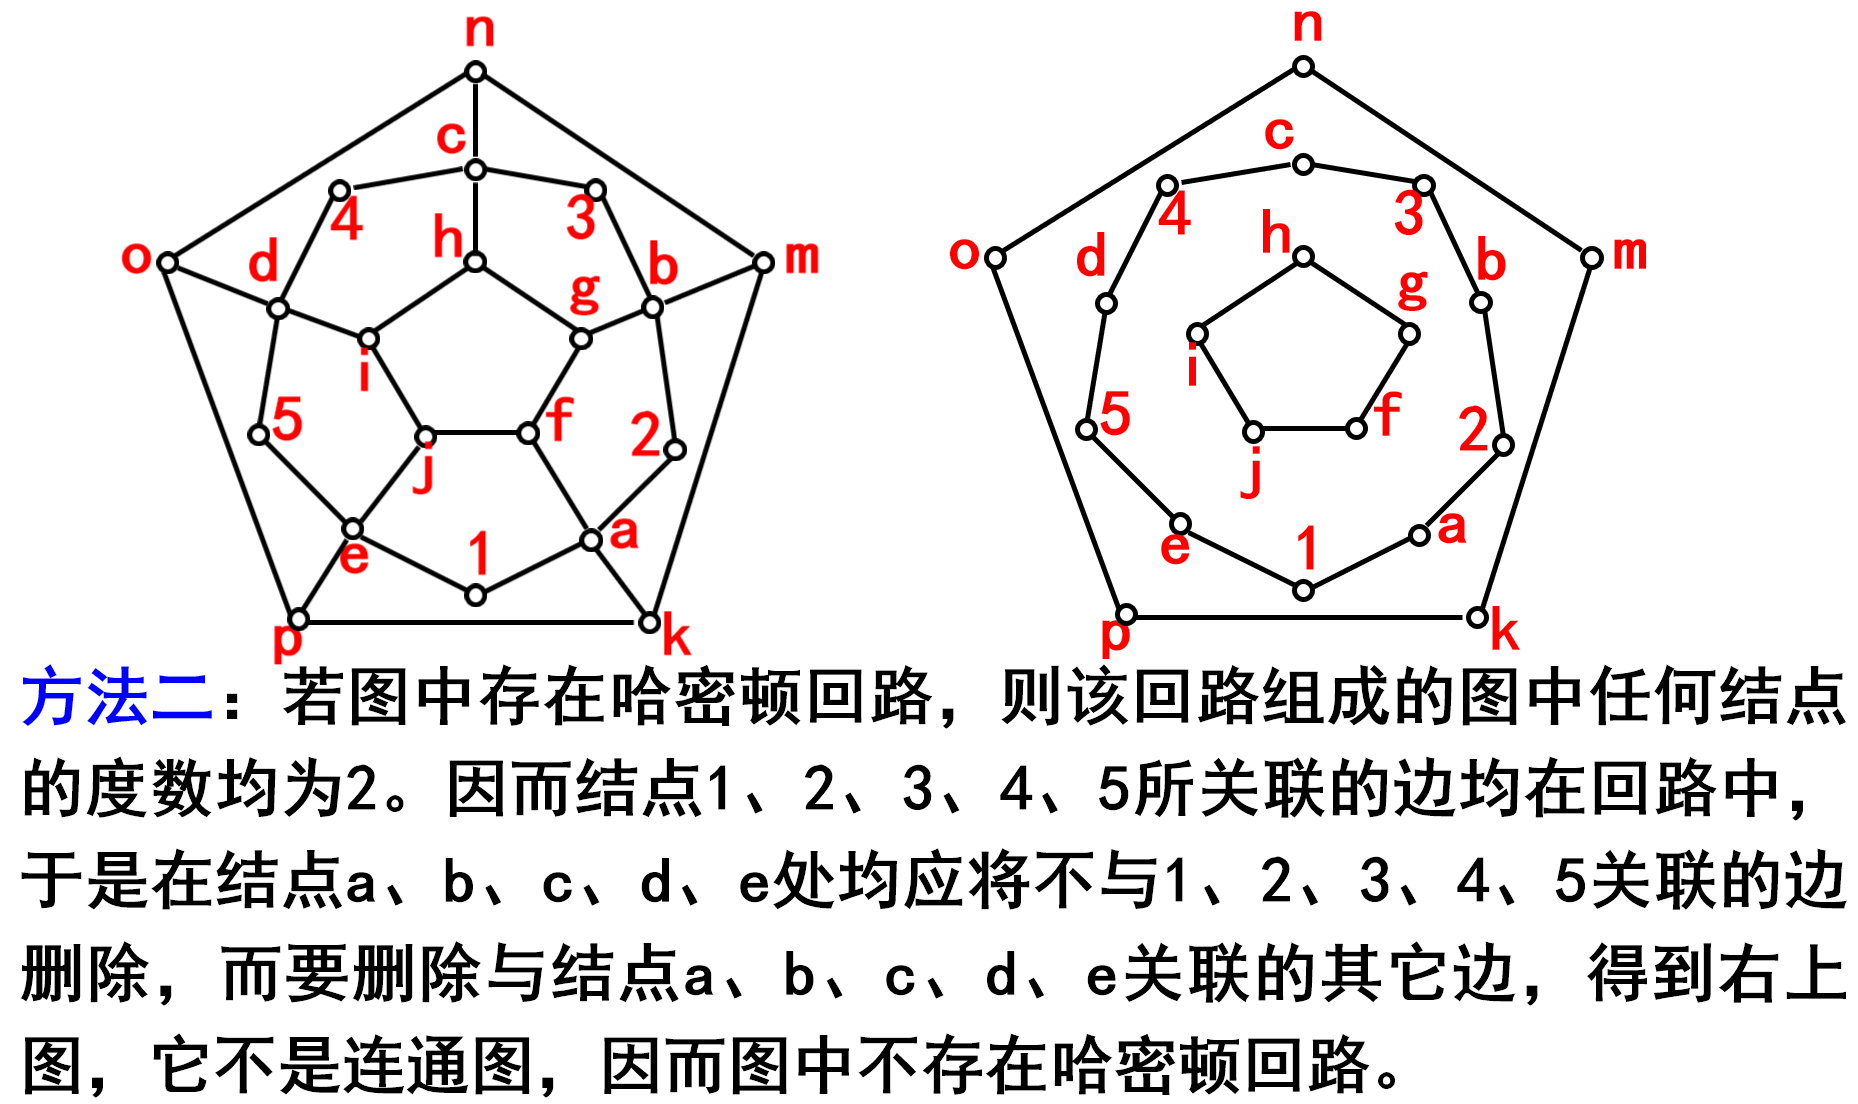 n
c
4
3
h
o
d
g
b
m
i
5
f
2
j
e
1
a
p
k
n
c
4
3
h
o
d
g
b
m
i
5
f
2
j
e
1
a
p
k
方法二：若图中存在哈密顿回路，则该回路组成的图中任何结点
的度数均为2。因而结点1、2、3、4、5所关联的边均在回路中，
于是在结点a、b、c、d、e处均应将不与1、2、3、4、5关联的边
删除，而要删除与结点a、b、c、d、e关联的其它边，得到右上
图，它不是连通图，因而图中不存在哈密顿回路。